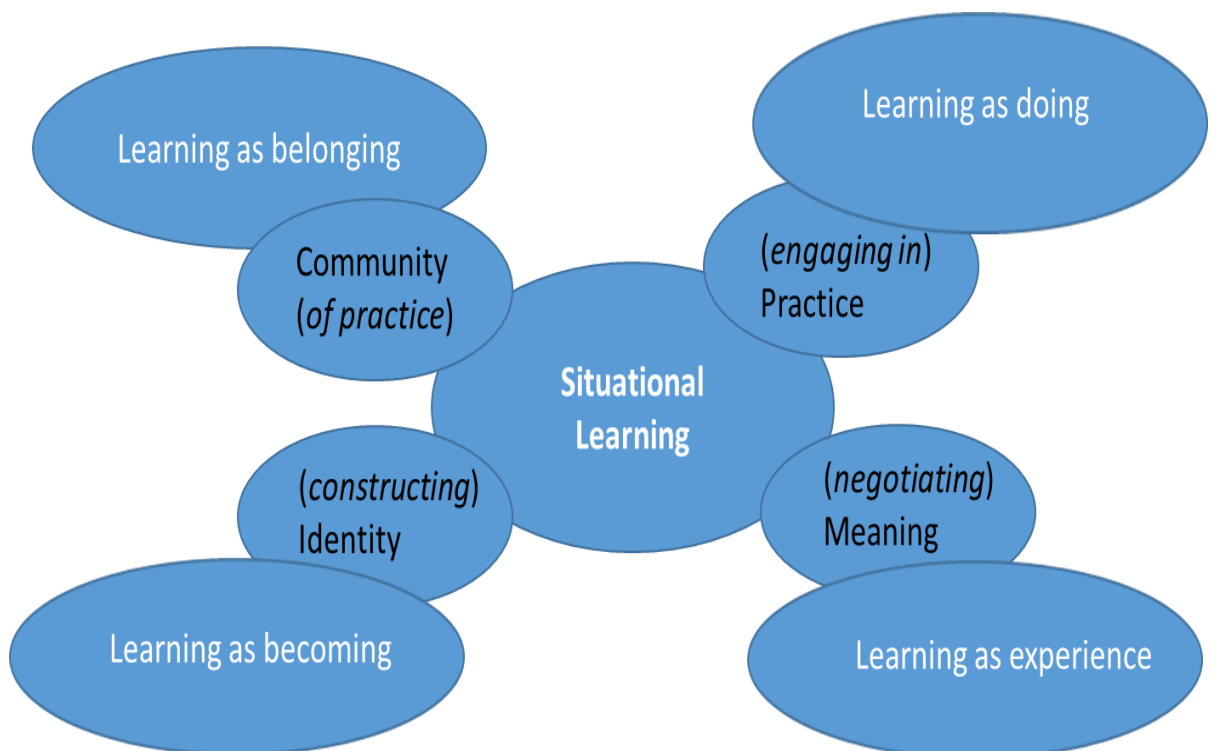 Learning as belonging
Learning as doing
Community
(of practice)
(engaging in)
Practice
Situational
Learning
(constructing)
Identity
(negotiating)
Meaning
Learning as becoming
Learning as experience